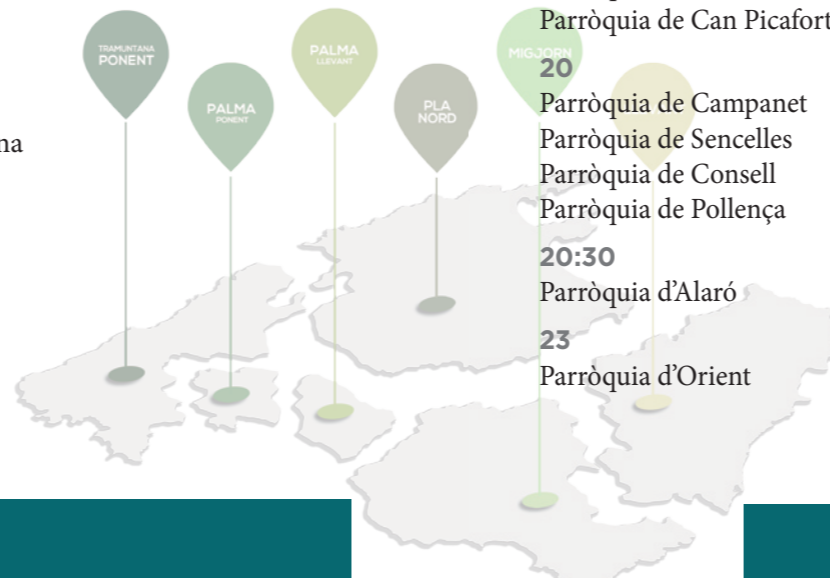 TRAMUNTANA
PONENT
PALMA
PONENT
PALMA
LLEVANT
PLA
NORD
MIGJORN
na
Parròquia de Can Picafort
20
Parròquia de Campanet
Parròquia de Sencelles
Parròquia de Consell
Parròquia de Pollença
20:30
Parròquia d’Alaró
23
Parròquia d’Orient